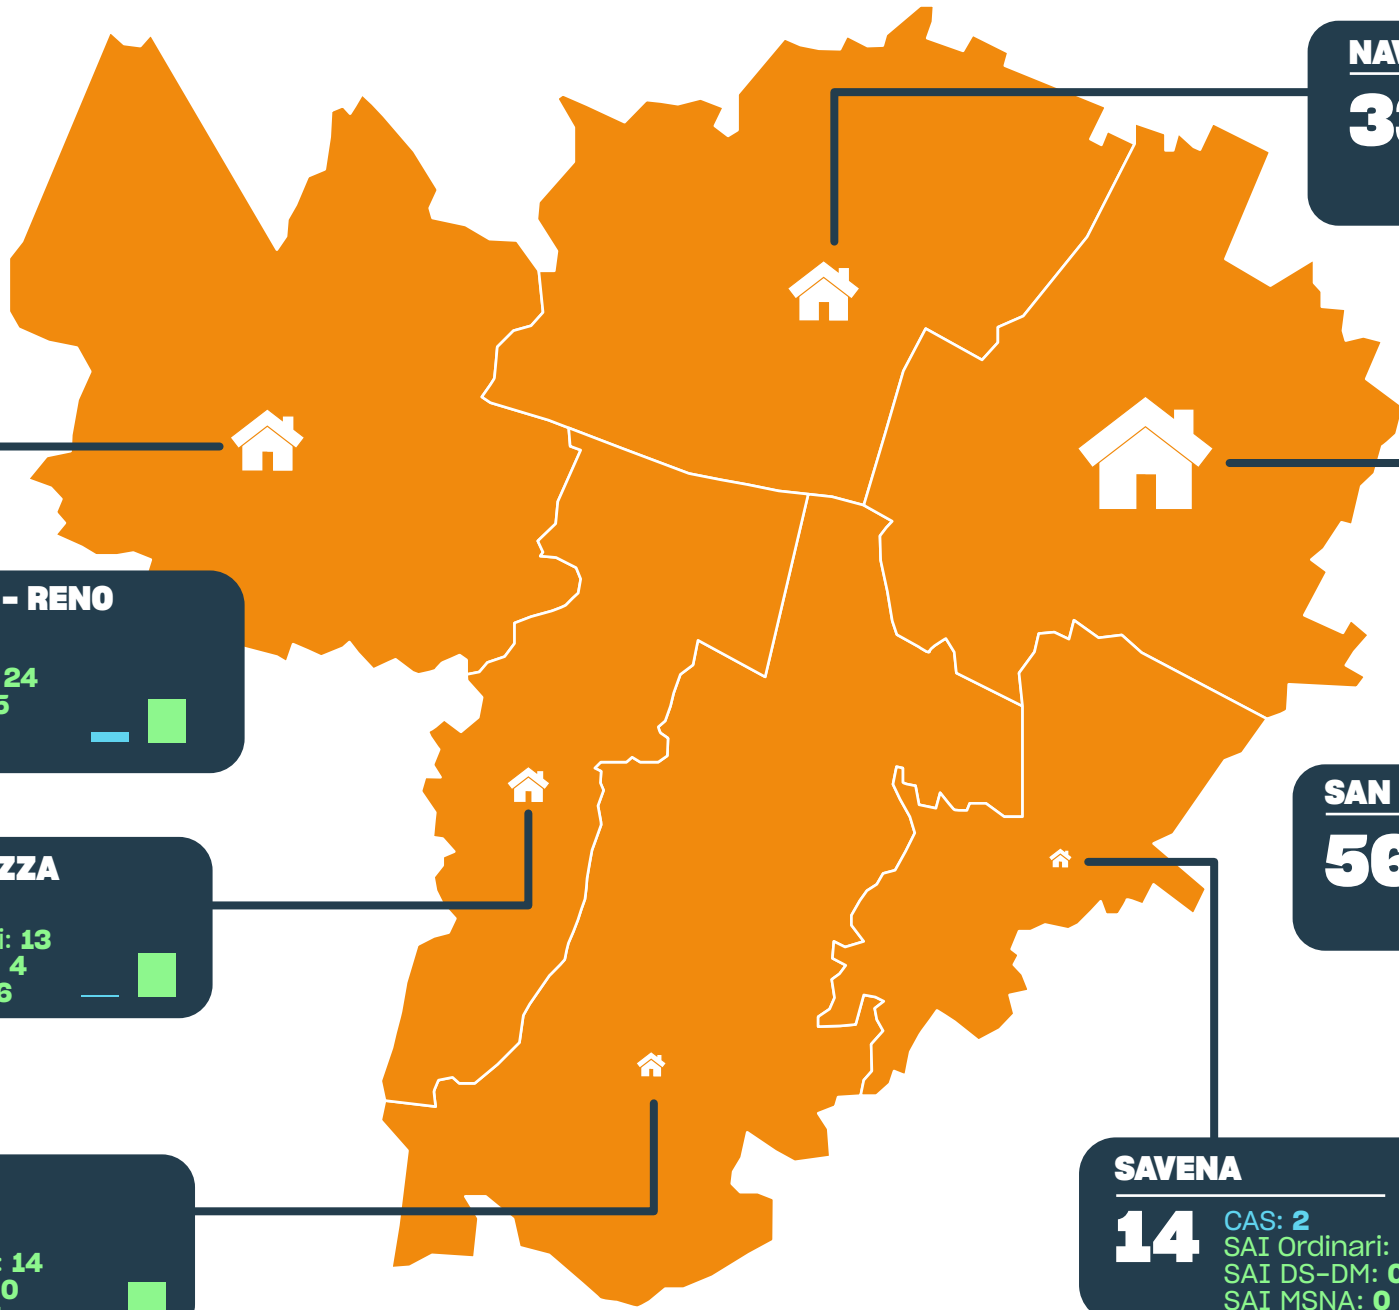 NAV
33
- RENO
24
5
ZZA
i: 13
4
6
SAN
56
: 14
0
SAVENA
14
CAS: 2
SAI Ordinari:
SAI DS-DM: 0
SAI MSNA: 0